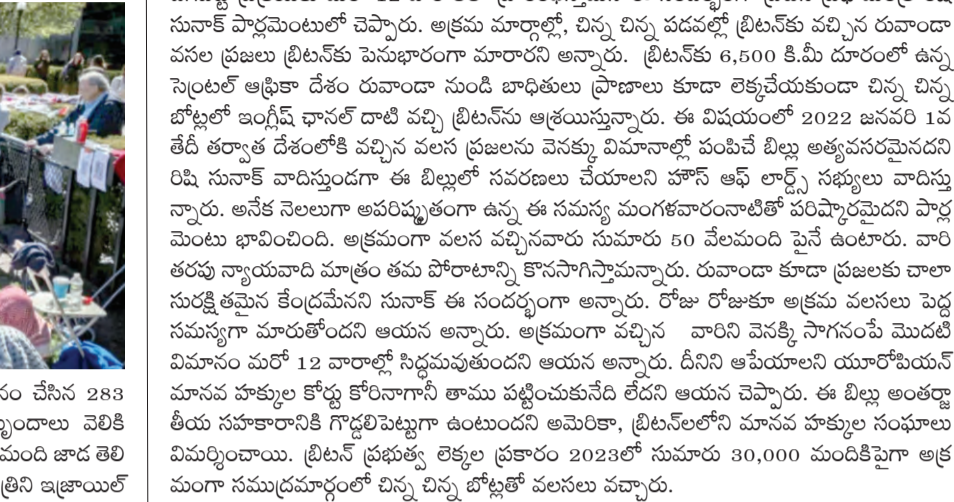 సునాక్ పార్లమెంటులో చెప్పారు. అక్రమ మార్గాల్లో, చిన్న చిన్న పడవల్లో బ్రిటన్‌కు వచ్చిన రువాండా
వసల ప్రజలు బ్రిటన్‌కు పెనుభారంగా మారారని అన్నారు. బ్రిటన్‌కు 6,500 కి.మీ దూరంలో ఉన్న
సెంట్రల్ ఆఫ్రికా దేశం రువాండా నుండి బాధితులు ప్రాణాలు కూడా లెక్కచేయకుండా చిన్న చిన్న
బోట్లలో ఇంగ్లీష్ ఛానల్ దాటి వచ్చి బ్రిటన్‌ను ఆశ్రయిస్తున్నారు. ఈ విషయంలో 2022 జనవరి 1వ
తేదీ తర్వాత దేశంలోకి వచ్చిన వలస ప్రజలను వెనక్కు విమానాల్లో పంపిచే బిల్లు అత్యవసరమైనదని
రిషి సునాక్ వాదిస్తుండగా ఈ బిల్లులో సవరణలు చేయాలని హౌస్ ఆఫ్ లార్డ్స్ సభ్యులు వాదిస్తు
న్నారు. అనేక నెలలుగా అపరిష్కృతంగా ఉన్న ఈ సమస్య మంగళవారంనాటితో పరిష్కారమైదని పార్ల
మెంటు భావించింది. అక్రమంగా వలస వచ్చినవారు సుమారు 50 వేలమంది పైనే ఉంటారు. వారి
తరపు న్యాయవాది మాత్రం తమ పోరాటాన్ని కొనసాగిస్తామన్నారు. రువాండా కూడా ప్రజలకు చాలా
సురక్షితమైన కేంద్రమేనని సునాక్ ఈ సందర్భంగా అన్నారు. రోజు రోజుకూ అక్రమ వలసలు పెద్ద
సమస్యగా మారుతోందని ఆయన అన్నారు. అక్రమంగా వచ్చిన వారిని వెనక్కి సాగనంపే మొదటి
విమానం మరో 12 వారాల్లో సిద్ధమవుతుందని ఆయన అన్నారు. దీనిని ఆపేయాలని యూరోపియన్
మానవ హక్కుల కోర్టు కోరినాగానీ తాము పట్టించుకునేది లేదని ఆయన చెప్పారు. ఈ బిల్లు అంతర్జా
తీయ సహకారానికి గొడ్డలిపెట్టుగా ఉంటుందని అమెరికా, బ్రిటన్‌లలోని మానవ హక్కుల సంఘాలు
విమర్శించాయి. బ్రిటన్ ప్రభుత్వ లెక్కల ప్రకారం 2023లో సుమారు 30,000 మందికిపైగా అక్ర
మంగా సముద్రమార్గంలో చిన్న చిన్న బోట్లతో వలసలు వచ్చారు.
నం చేసిన 283
బృందాలు వెలికి
మంది జాడ తెలి
త్రిని ఇజ్రాయిల్